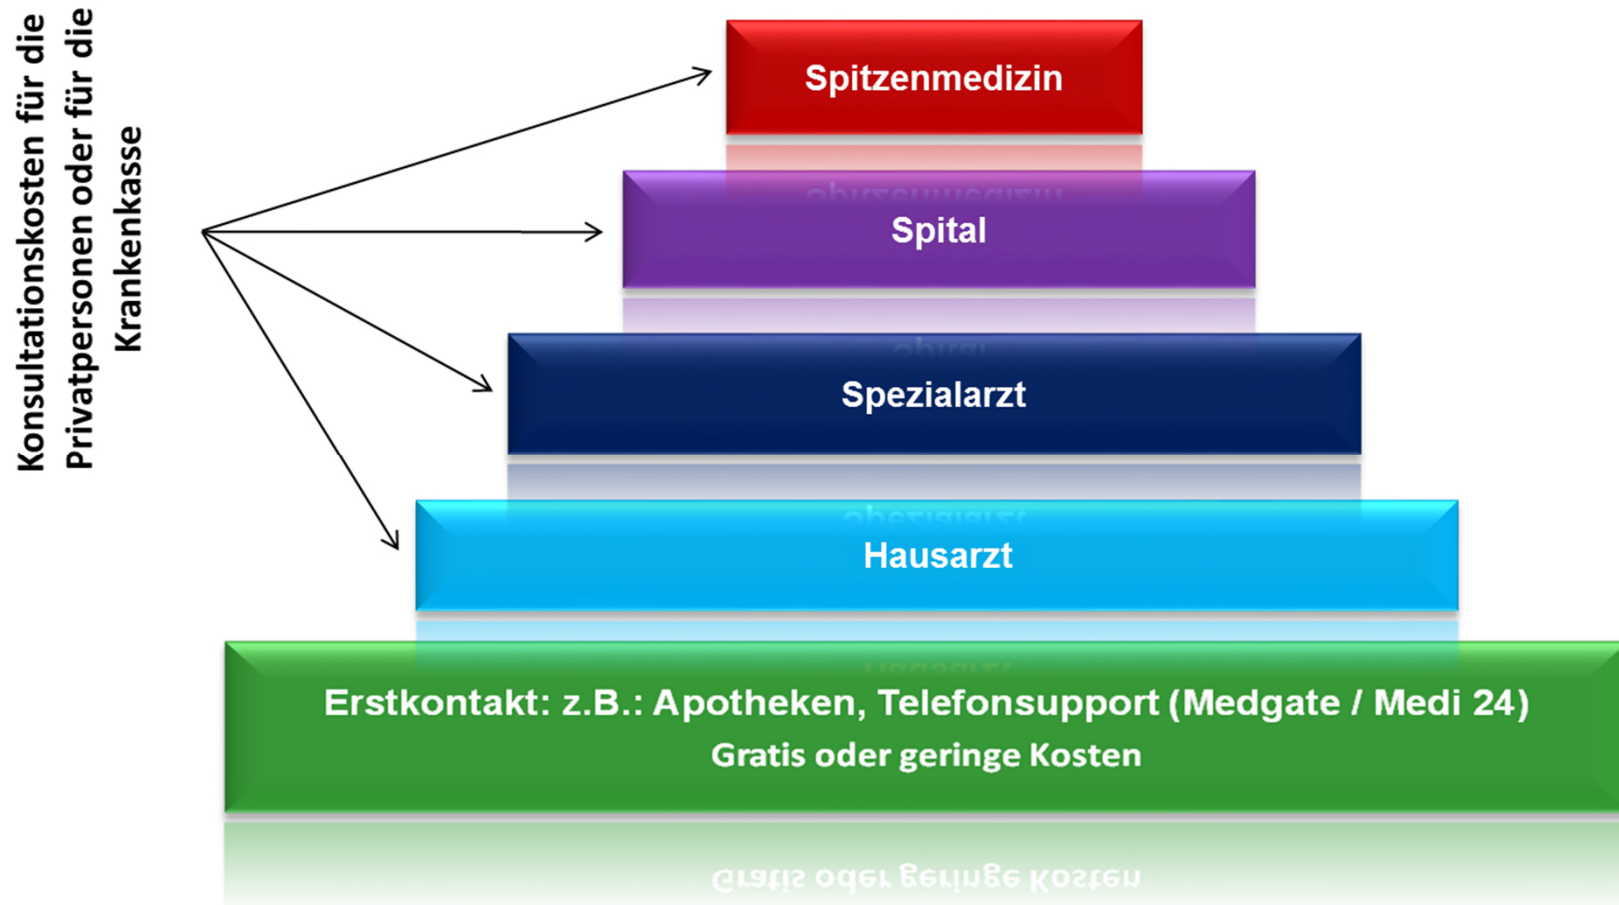 Konsultationskosten für die
Privatpersonen oder für die
Krankenkasse
Spitzenmedizin
Spital
Spezialarzt
Hausarzt
Erstkontakt: z.B.: Apotheken, Telefonsupport (Medgate / Medi 24)
Gratis oder geringe Kosten